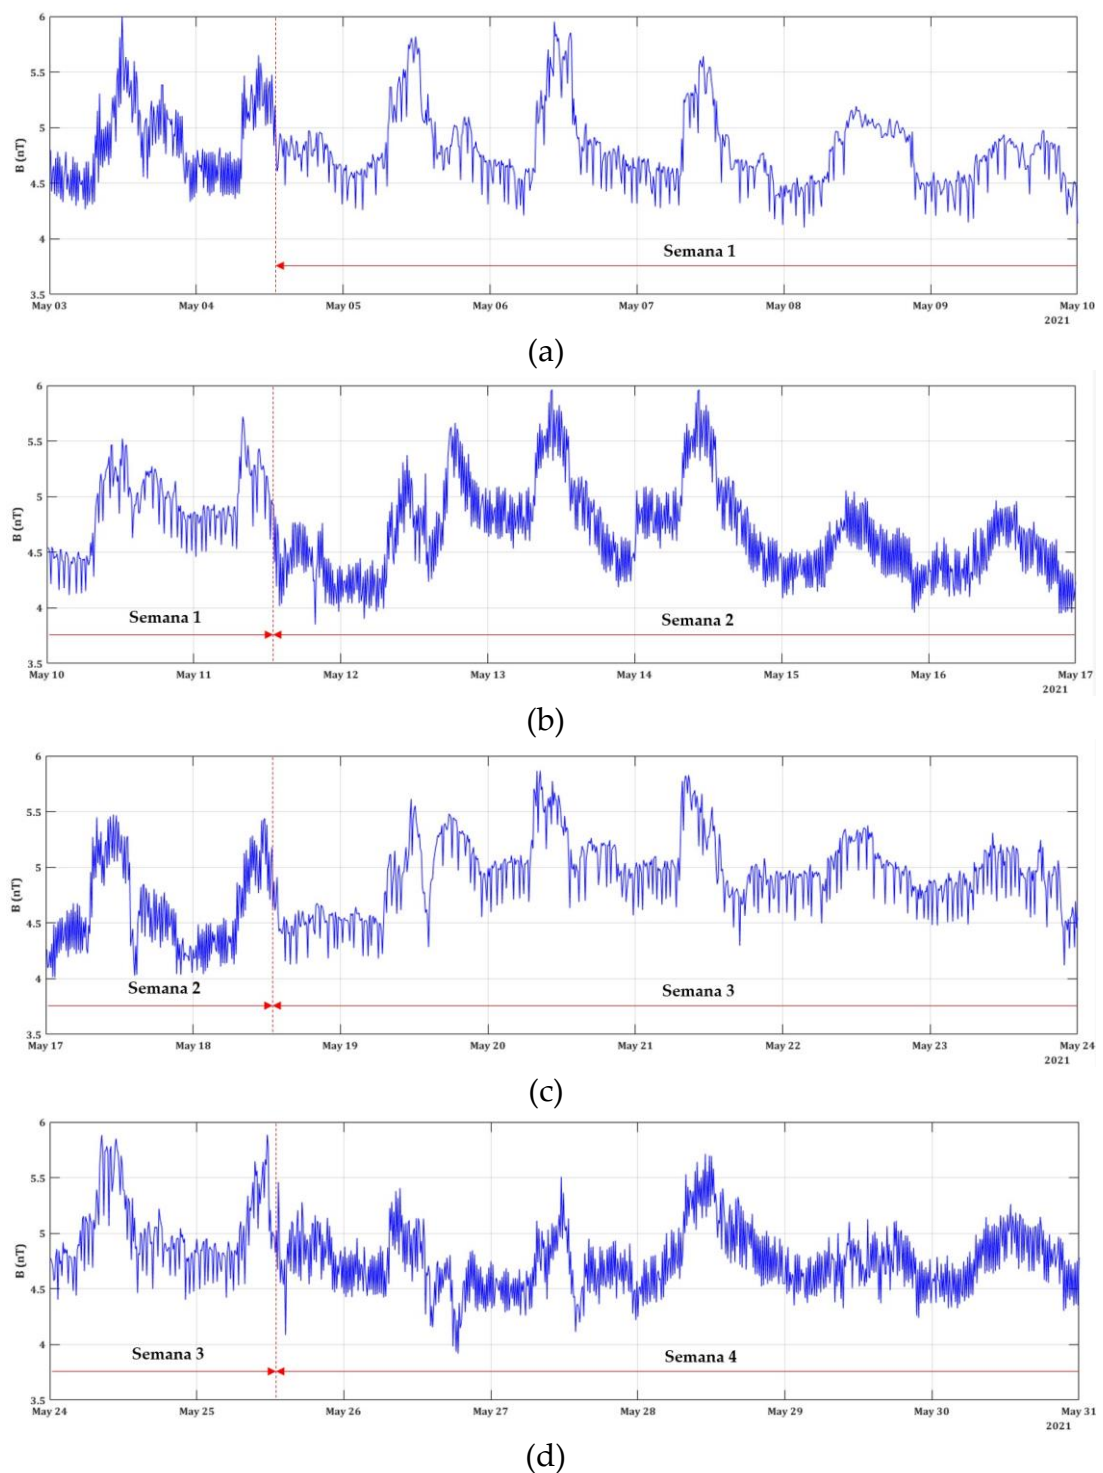 6
5.5
5
4.5
4
3.5
B (nT)
Semana 1
May 03 May 04 May 05 May 06 May 07 May 08 May 09 May 10
2021
(a)
6
5.5
5
4.5
4
3.5
B (nT)
Semana 1 Semana 2
May 10 May 11 May 12 May 13 May 14 May 15 May 16 May 17
2021
(b)
6
5.5
5
4.5
4
3.5
B (nT)
Semana 2 Semana 3
May 17 May 18 May 19 May 20 May 21 May 22 May 23 May 24
2021
(c)
6
5.5
5
4.5
4
3.5
B (nT)
Semana 3 Semana 4
May 24 May 25 May 26 May 27 May 28 May 29 May 30 May 31
2021
(d)